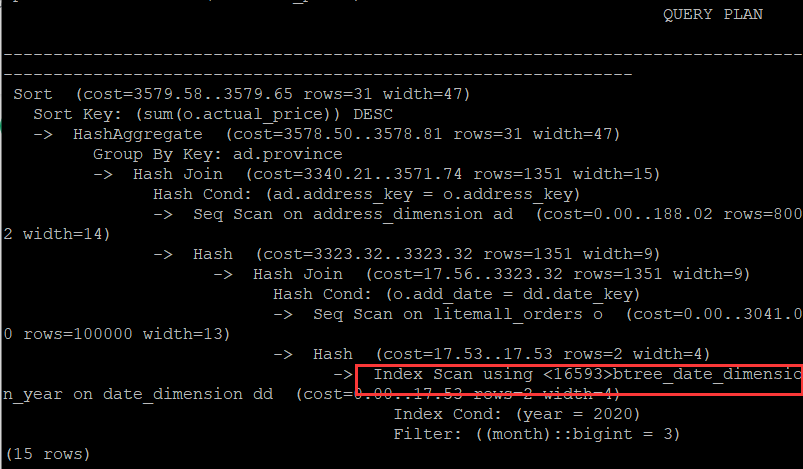 QUERY PLAN
--------------------------------------------------------------------------------
---------------------------------------------------------------
Sort  (cost=3579.58..3579.65 rows=31 width=47)
Sort Key: (sum(o.actual_price)) DESC
->  HashAggregate  (cost=3578.50..3578.81 rows=31 width=47)
Group By Key: ad.province
->  Hash Join  (cost=3340.21..3571.74 rows=1351 width=15)
Hash Cond: (ad.address_key = o.address_key)
->  Seq Scan on address_dimension ad  (cost=0.00..188.02 rows=800
2 width=14)
->  Hash  (cost=3323.32..3323.32 rows=1351 width=9)
->  Hash Join  (cost=17.56..3323.32 rows=1351 width=9)
Hash Cond: (o.add_date = dd.date_key)
->  Seq Scan on litemall_orders o  (cost=0.00..3041.0
0 rows=100000 width=13)
->  Hash  (cost=17.53..17.53 rows=2 width=4)
->  Index Scan using <16593>btree_date_dimensio
n_year on date_dimension dd  (cost=0.00..17.53 rows=2 width=4)
Index Cond: (year = 2020)
Filter: ((month)::bigint = 3)
(15 rows)